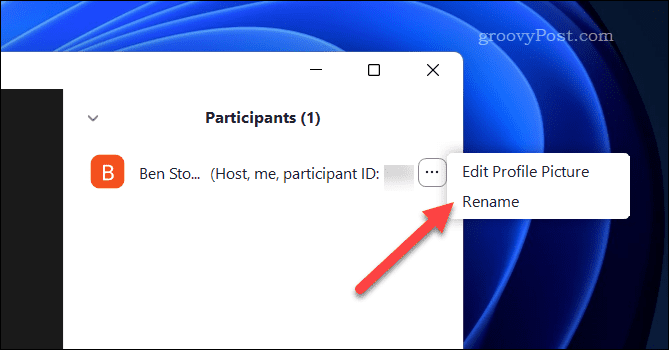 groovyPost.com
Participants (1)
B
Ben Sto... (Host, me, participant ID:
...
Edit Profile Picture
Rename